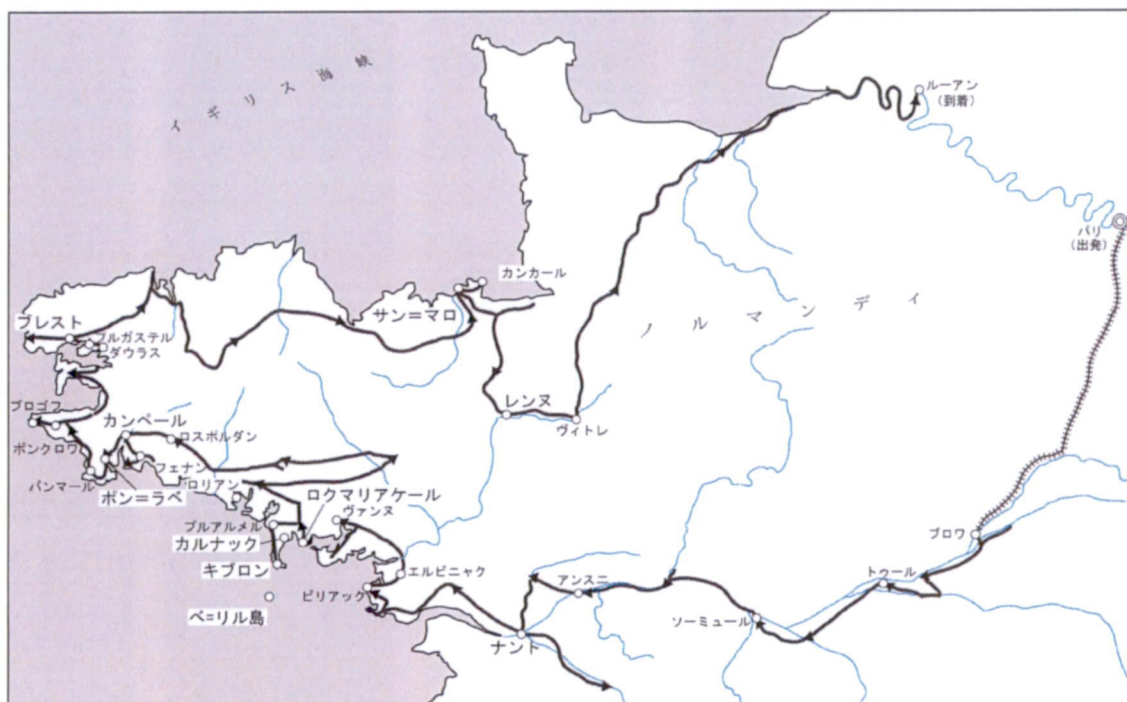 イギリス海峡
ルーアン
(到着)
パリ
(出発)
カンカール
サン=マロ
ノルマンディ
ブレスト
プルガステル
ダウラス
レンヌ
ヴィトレ
プロゴフ
カンペール
ロスポルダン
ポンクロワ
フェナン
パンマール
ポン=ラベ
ロリアン
ロクマリアケール
ヴァンヌ
プルアルメル
カルナック
キブロン
エルビニャク
ピリアック
ベ=リル島
ナント
アンスニ
ソーミュール
トゥール
ブロワ